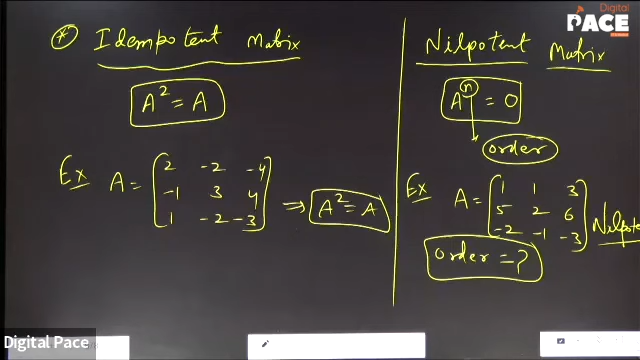 Digital
PACE
* Idempotent Matrix
A² = A
Ex A = [ 2 -2 -4
-1 3 4
1 -2 -3 ] ⇒ A² = A
Nilpotent Matrix
Aⁿ = 0
order
Ex A = [ 1 1 3
5 2 6
-2 -1 -3 ] Nilpote
order = ?
Digital Pace